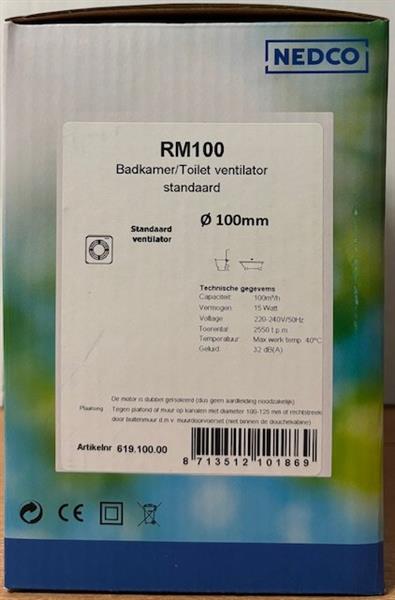 NEDCO
RM100
Badkamer/Toilet ventilator
standaard
Standaard
ventilator
Ø 100mm
Technische gegevens
Capaciteit: 100m³/h
Vermogen: 15 Watt
Voltage 220-240V/50Hz
Toerental: 2550 t.p.m.
Temperatuur: Max werk temp. 40ºC
Geluid: 32 dB(A)
De motor is dubbel geïsoleerd (dus geen aardleiding noodzakelijk)
Plaatsing Tegen plafond of muur op kanalen met diameter 100-125 mm of rechtstreeks
door buitenmuur d.m.v. muurdoorvoerset (niet binnen de douchekabine)
Artikelnr 619.100.00
8 713512 101869
CE